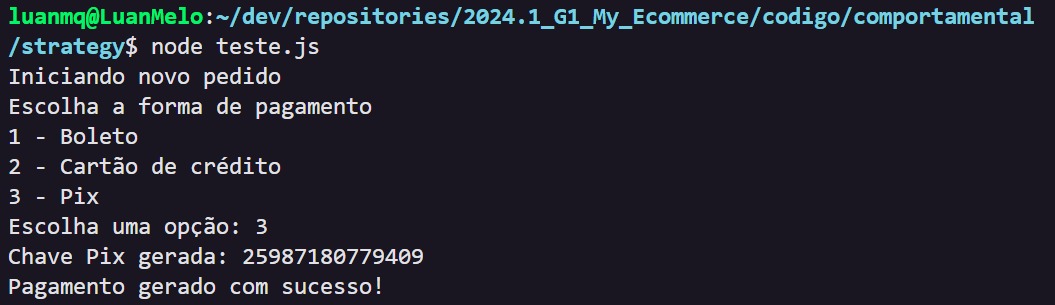 luanmq@LuanMelo:~/dev/repositories/2024.1_G1_My_Ecommerce/codigo/comportamental
/strategy$ node teste.js
Iniciando novo pedido
Escolha a forma de pagamento
1 - Boleto
2 - Cartão de crédito
3 - Pix
Escolha uma opção: 3
Chave Pix gerada: 25987180779409
Pagamento gerado com sucesso!